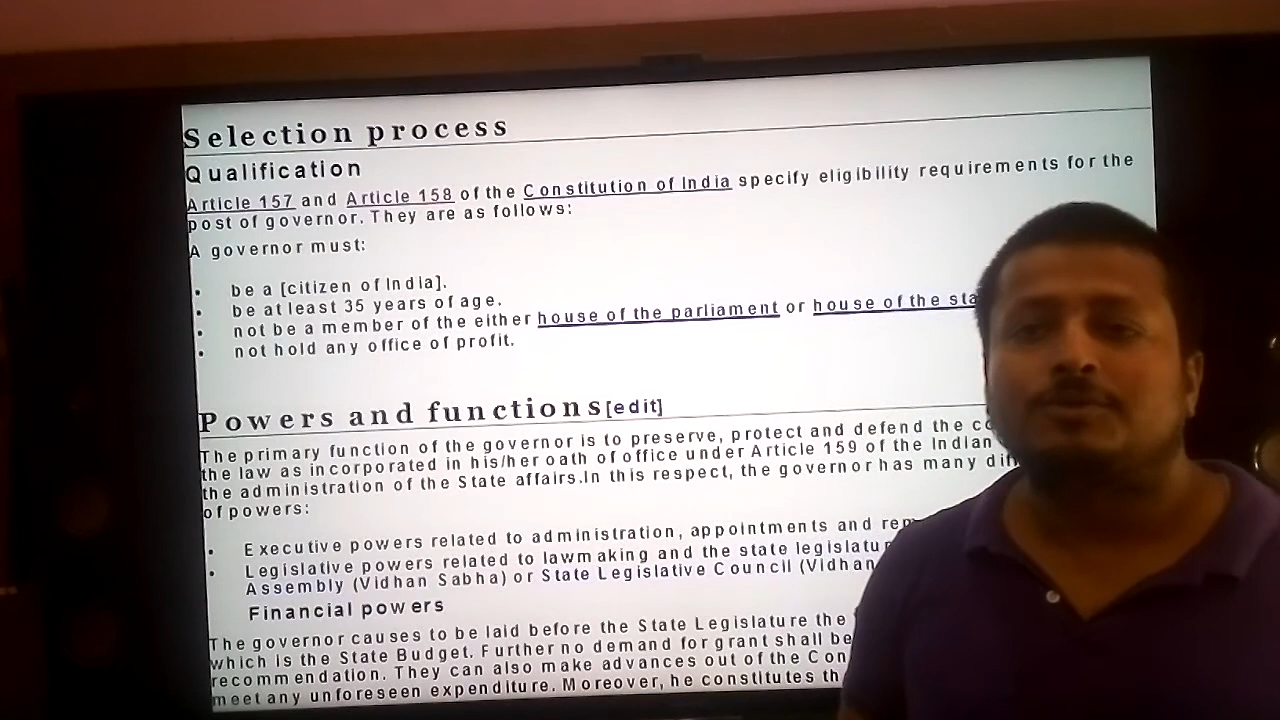 Selection process
Qualification
Article 157 and Article 158 of the Constitution of India specify eligibility requirements for the
post of governor. They are as follows:
A governor must:
• be a [citizen of India].
• be at least 35 years of age.
• not be a member of the either house of the parliament or house of the sta
• not hold any office of profit.
Powers and functions[edit]
The primary function of the governor is to preserve, protect and defend the co
the law as incorporated in his/her oath of office under Article 159 of the Indian
the administration of the State affairs.In this respect, the governor has many dif
of powers:
• Executive powers related to administration, appointments and rem
• Legislative powers related to lawmaking and the state legislatu
Assembly (Vidhan Sabha) or State Legislative Council (Vidhan
Financial powers
The governor causes to be laid before the State Legislature the
which is the State Budget. Further no demand for grant shall be
recommendation. They can also make advances out of the Con
meet any unforeseen expenditure. Moreover, he constitutes th